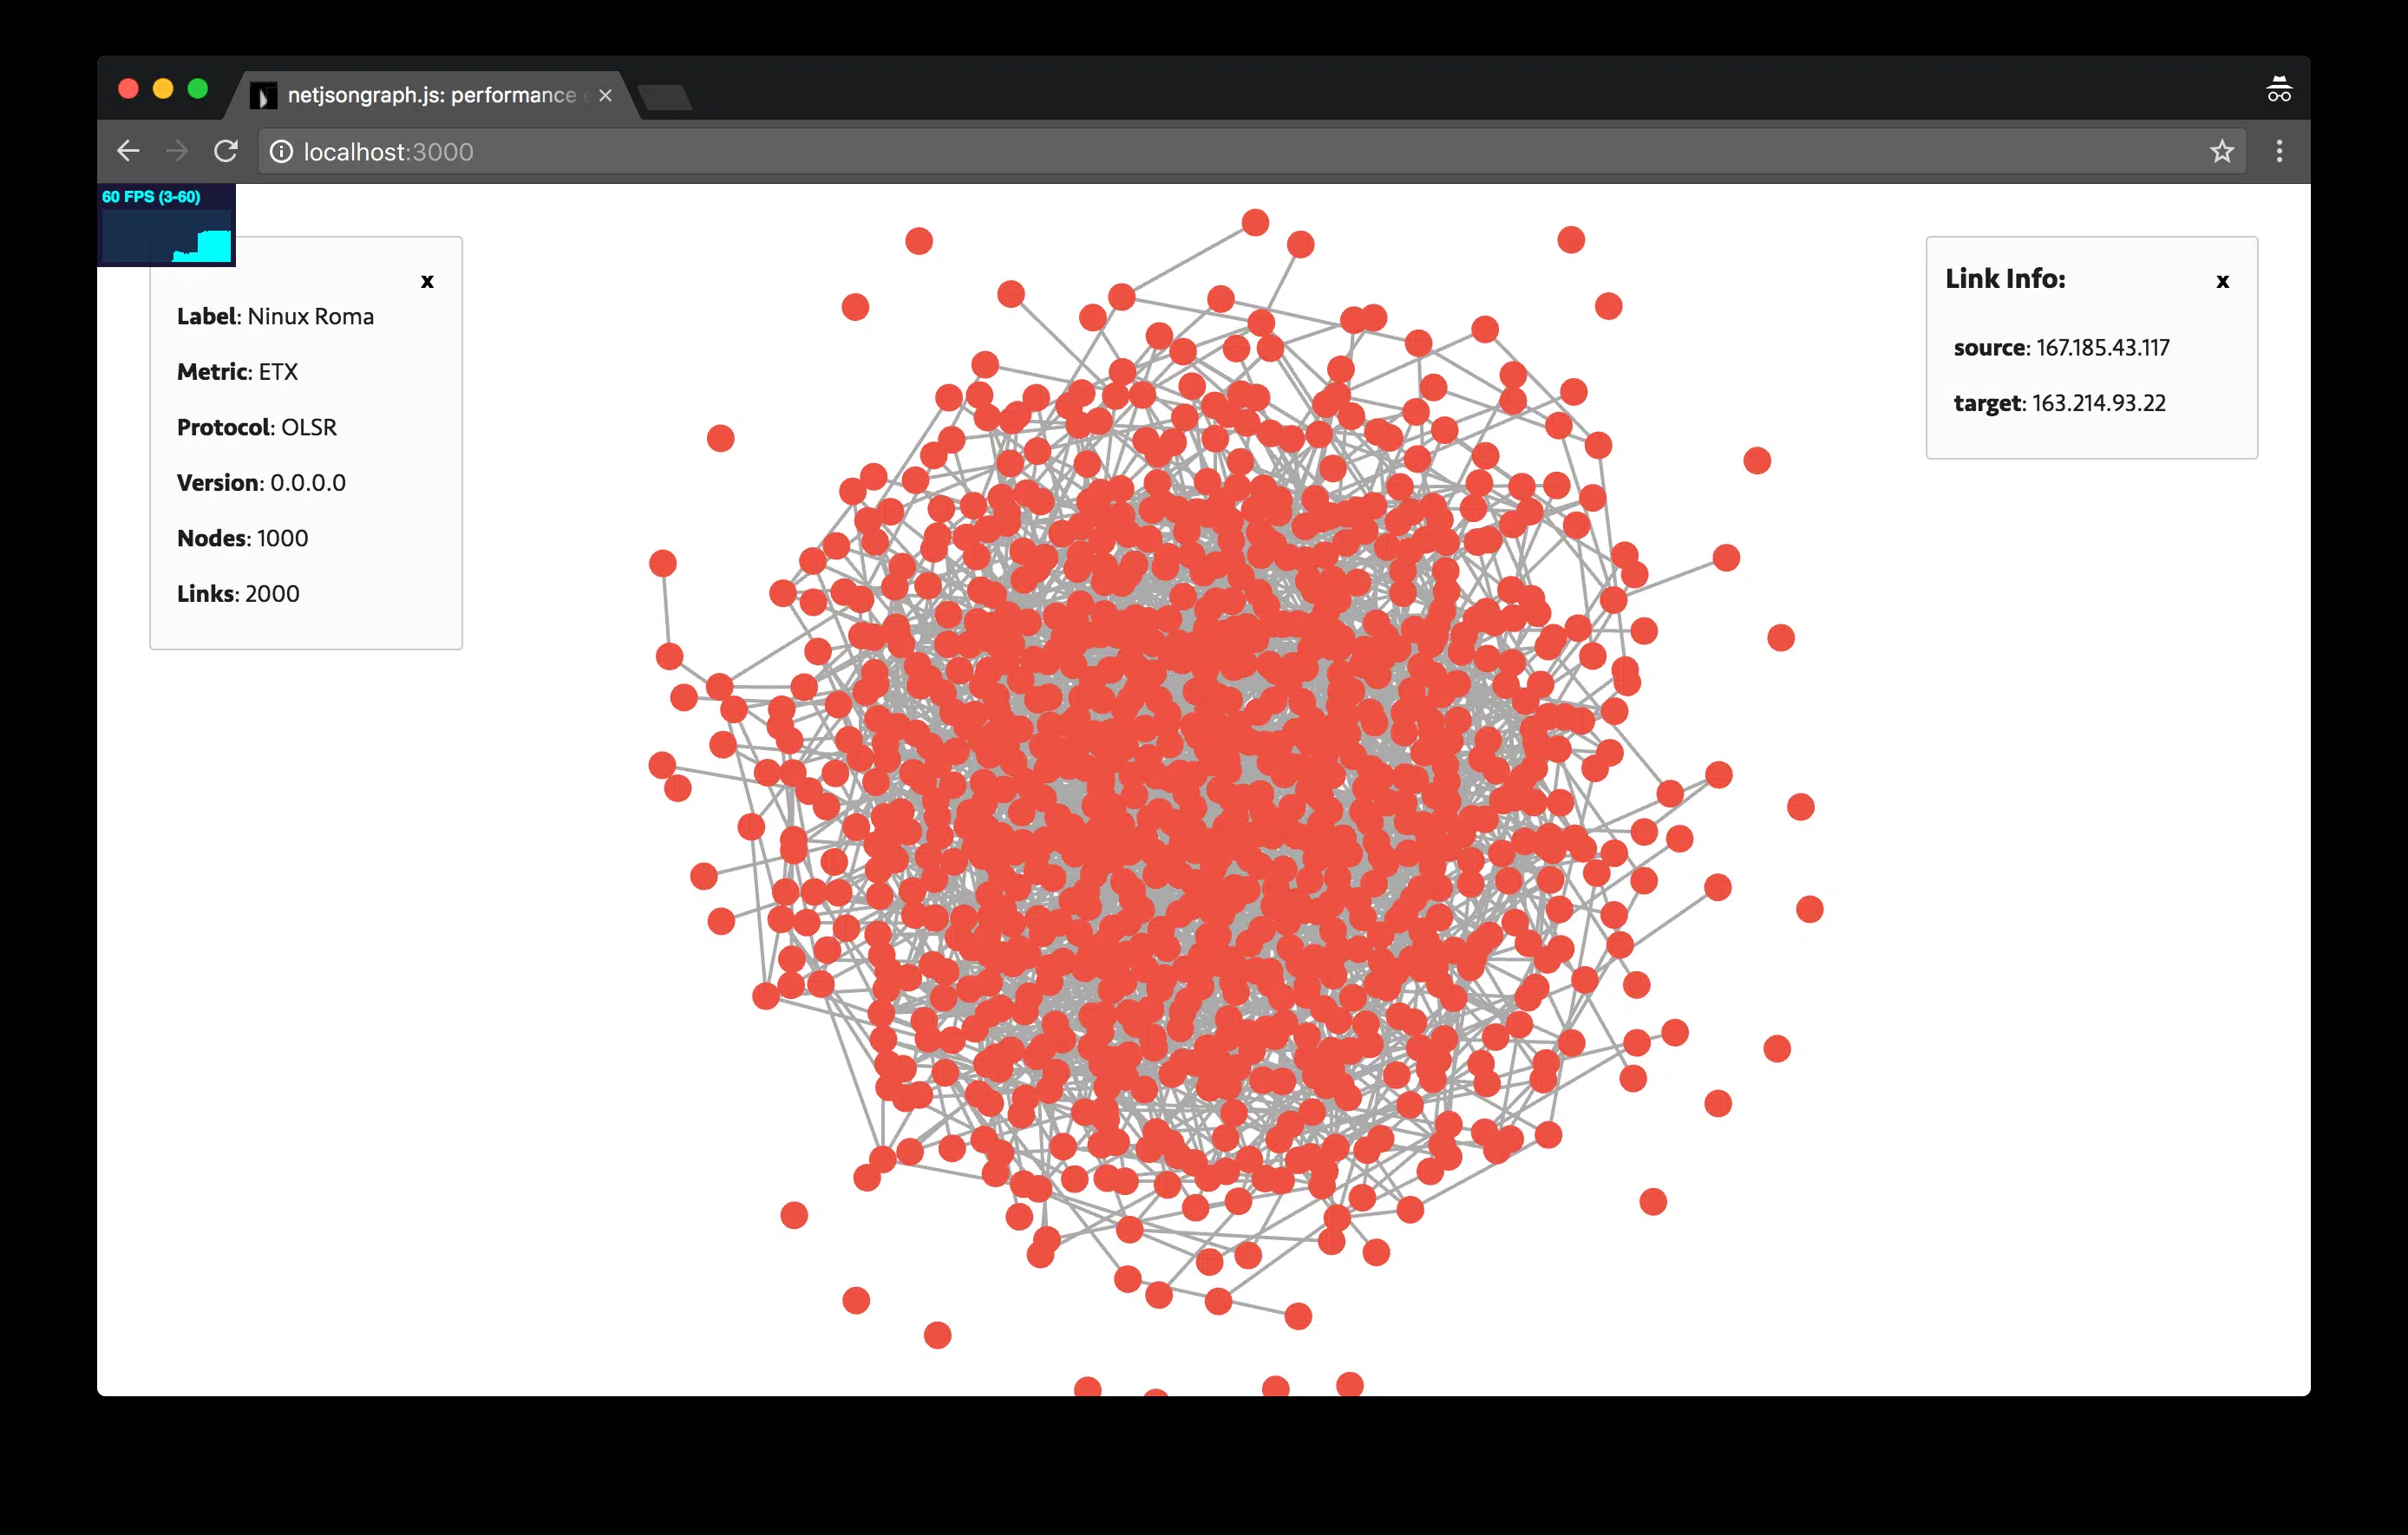 netjsongraph.js: performance
localhost:3000
60 FPS (3-60)
x
Label: Ninux Roma
Metric: ETX
Protocol: OLSR
Version: 0.0.0.0
Nodes: 1000
Links: 2000
Link Info:
x
source: 167.185.43.117
target: 163.214.93.22